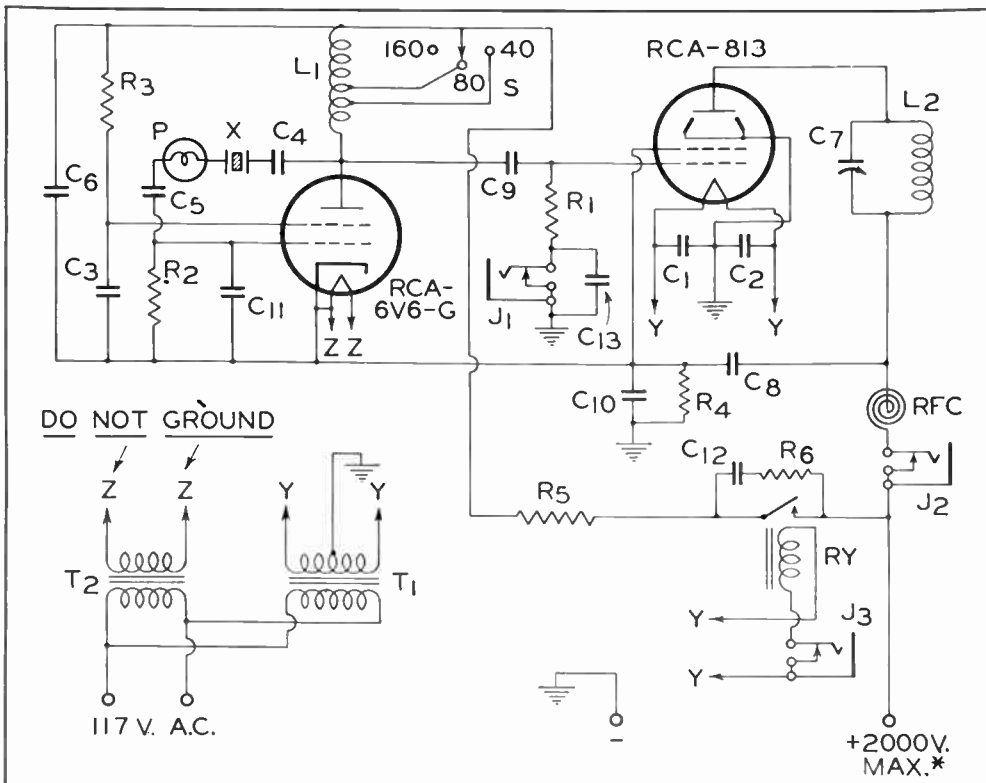 RCA-813
160 40
L1
80 S
R3
L2
P X C4
C7
C6
C5
C9
R1
C3 R2
C11
RCA-
6V6-G
C1 C2
J1
C13
Z Z
Y Y
C8
C10
R4
RFC
DO NOT GROUND
C12 R6
Z Z Y Y
R5
J2
RY
T2 T1
J3
Y
Y
117 V. A.C.
-
+2000V.
MAX.*